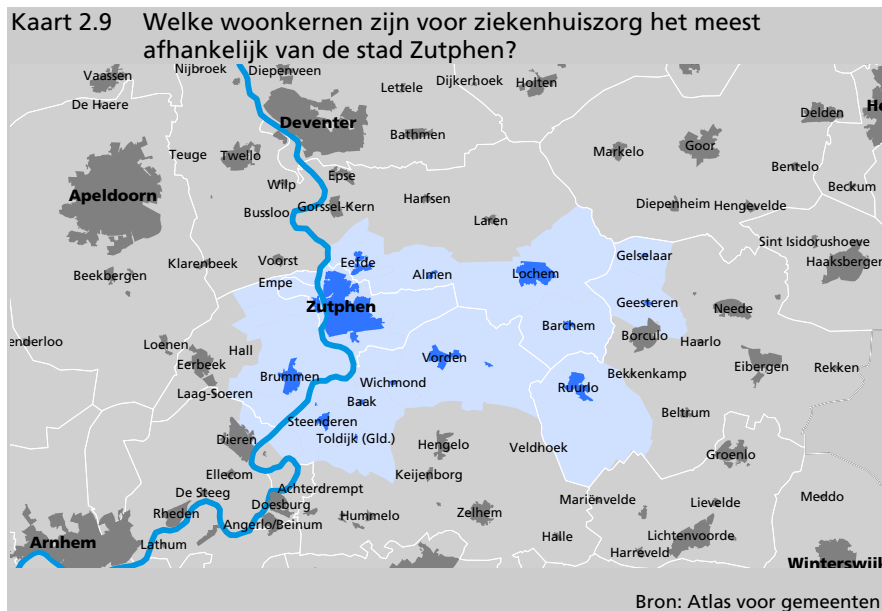 Kaart 2.9 Welke woonkernen zijn voor ziekenhuiszorg het meest
afhankelijk van de stad Zutphen?
Nijbroek
Diepenveen
Vaassen
Dijkerhoek
Holten
Lettele
De Haere
Delden
Deventer
Bathmen
Goor
Markelo
Teuge
Twello
Bentelo
Epse
Wilp
Beckum
Apeldoorn
Harfsen
Gorssel-Kern
Diepenheim
Hengevelde
Bussloo
Laren
Sint Isidorushoeve
Gelselaar
Voorst
Eefde
Klarenbeek
Haaksbergen
Beekbergen
Almen
Lochem
Empe
Geesteren
Zutphen
Neede
Barchem
Borculo
Haarlo
enderloo
Loenen
Hall
Eerbeek
Vorden
Eibergen
Rekken
Brummen
Wichmond
Bekkenkamp
Ruurlo
Laag-Soeren
Baak
Beltrum
Steenderen
Dieren
Toldijk (Gld.)
Hengelo
Veldhoek
Groenlo
Ellecom
Keijenborg
Achterdrempt
De Steeg
Mariënvelde
Lievelde
Meddo
Doesburg
Rheden
Angerlo/Beinum
Hummelo
Zelhem
Halle
Lichtenvoorde
Arnhem
Lathum
Harreveld
Winterswijk
Bron: Atlas voor gemeenten